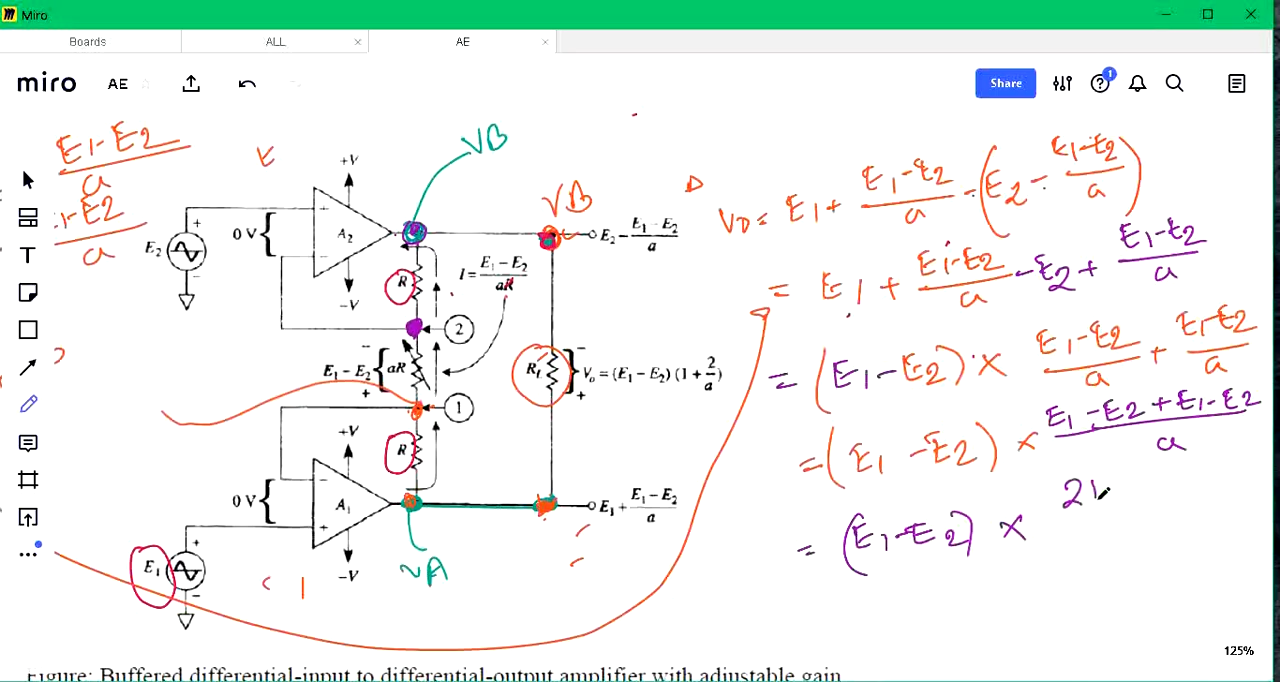 Miro
Boards ALL × AE ×
miro AE Share 1
E1-E2
a
E1-E2
a
VB
VB
+V
A2
-V
0 V {
E2
+
-
R
I = E1 – E2
aR
E2 – E1 – E2
a
2
-
E1 – E2 { aR
+
1
RL
-
} Vo = (E1 – E2) (1 + 2/a)
+
+V
R
0 V {
A1
+
-V
E1
+
-
E1 + E1 – E2
a
VA
VD = E1 + E1-E2/a - (E2 - E1-E2/a)
= E1 + E1-E2/a - E2 + E1-E2/a
= (E1-E2) × E1-E2/a + E1-E2/a
= (E1 - E2) × E1-E2+E1-E2/a
= (E1-E2) ×
125%
Figure: Buffered differential-input to differential-output amplifier with adjustable gain